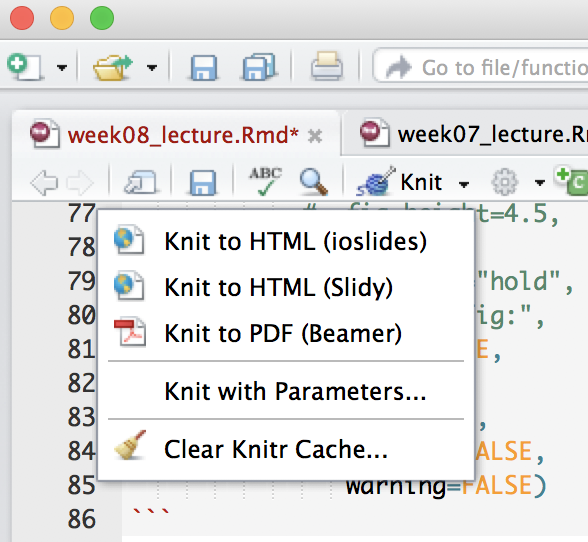 Go to file/functio
week08_lecture.Rmd*
week07_lecture.R
ABC
Knit
77 # fig.height=4.5,
78
Knit to HTML (ioslides)
79 "hold",
Knit to HTML (Slidy)
80 ig:",
Knit to PDF (Beamer)
81 E,
82
Knit with Parameters...
83 ,
84 ALSE,
Clear Knitr Cache...
85 warning=FALSE)
86 ```